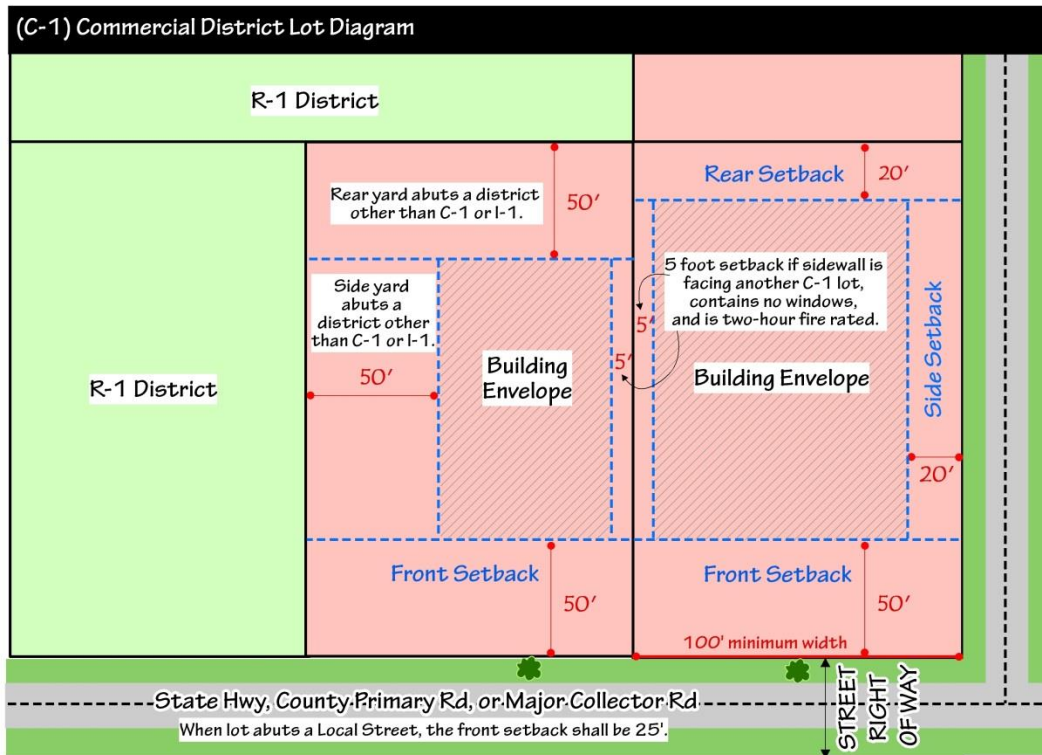 (C-1) Commercial District Lot Diagram
R-1 District
Rear yard abuts a district
other than C-1 or I-1.
50'
Rear Setback
20'
Side yard
abuts a
district other
than C-1 or I-1.
50'
5 foot setback if sidewall is
facing another C-1 lot,
contains no windows,
and is two-hour fire rated.
5'
5'
R-1 District
Building
Envelope
Building Envelope
Side Setback
20'
Front Setback
50'
Front Setback
50'
100' minimum width
State Hwy, County Primary Rd, or Major Collector Rd
When lot abuts a Local Street, the front setback shall be 25'.
STREET
RIGHT
OF WAY